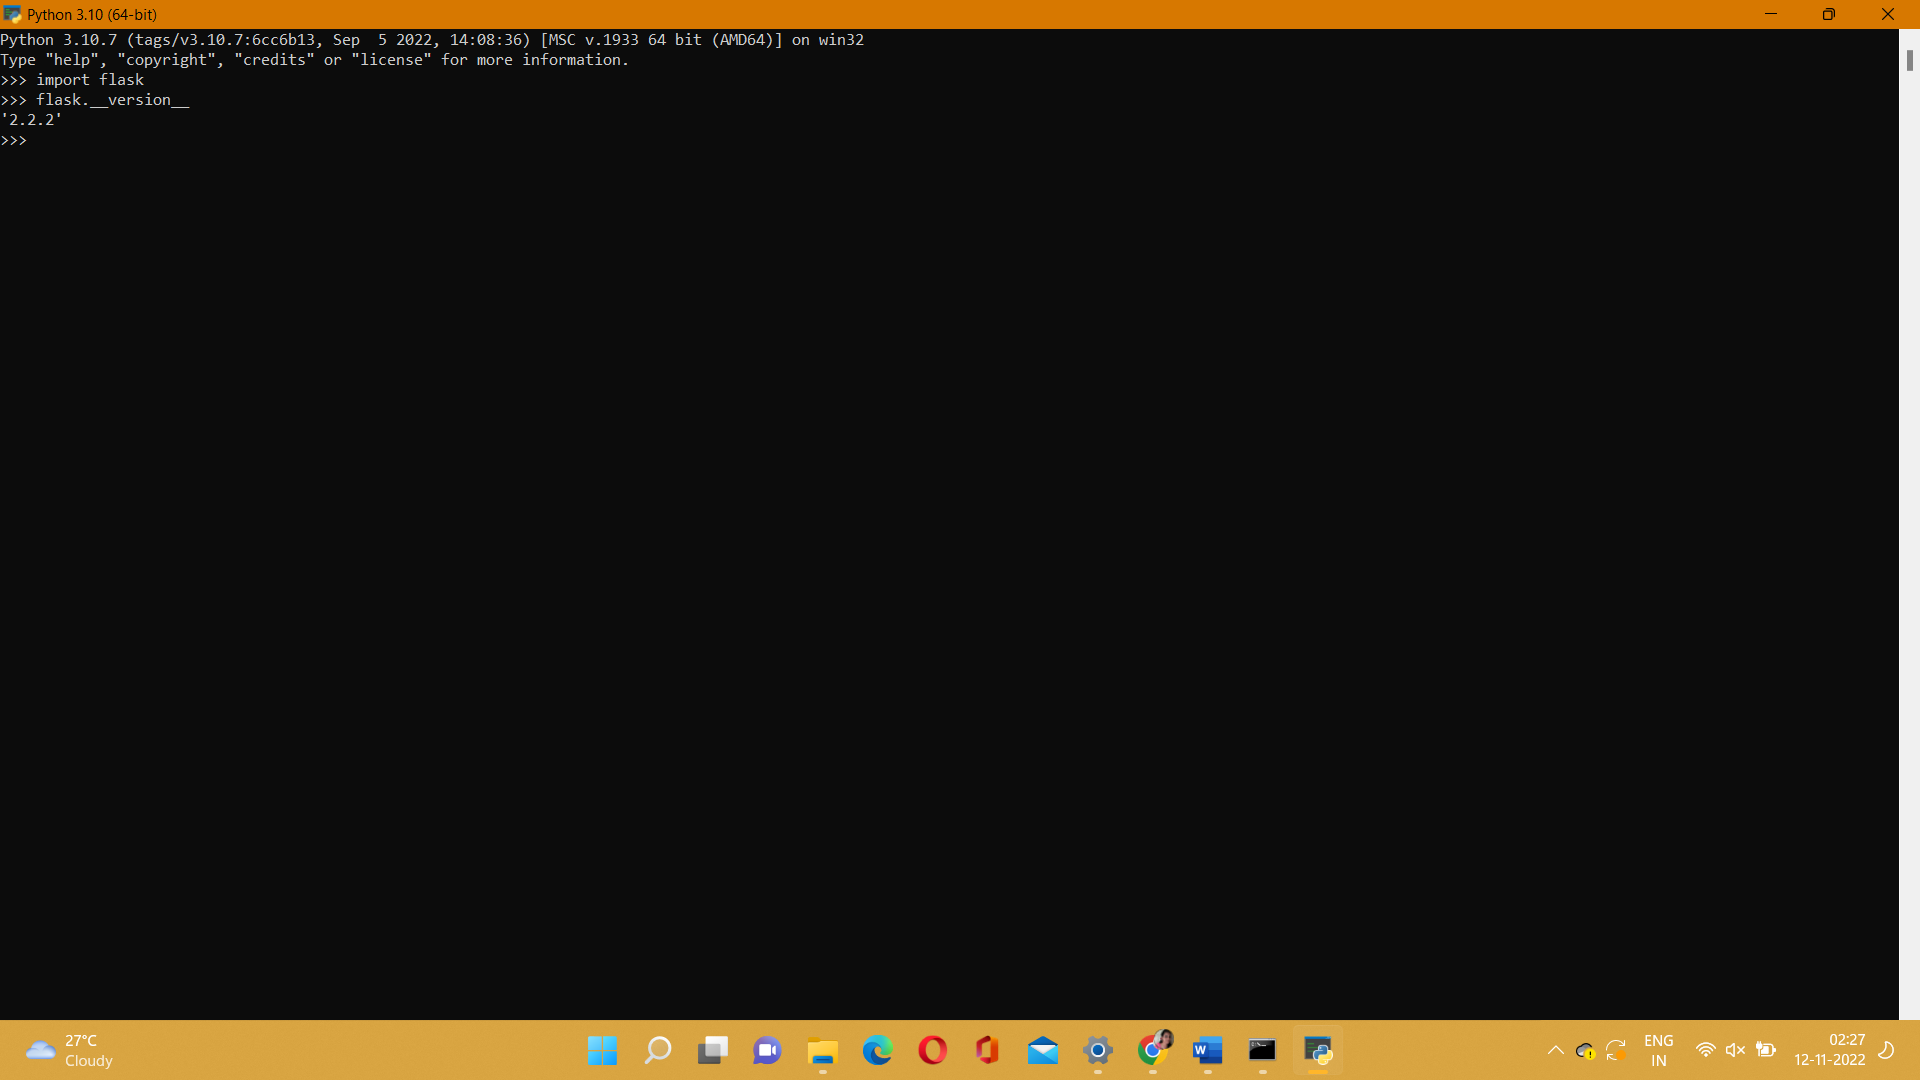 Python 3.10 (64-bit)
Python 3.10.7 (tags/v3.10.7:6cc6b13, Sep  5 2022, 14:08:36) [MSC v.1933 64 bit (AMD64)] on win32
Type "help", "copyright", "credits" or "license" for more information.
>>> import flask
>>> flask.__version__
'2.2.2'
>>>
27°C
Cloudy
W
ENG
IN
02:27
12-11-2022